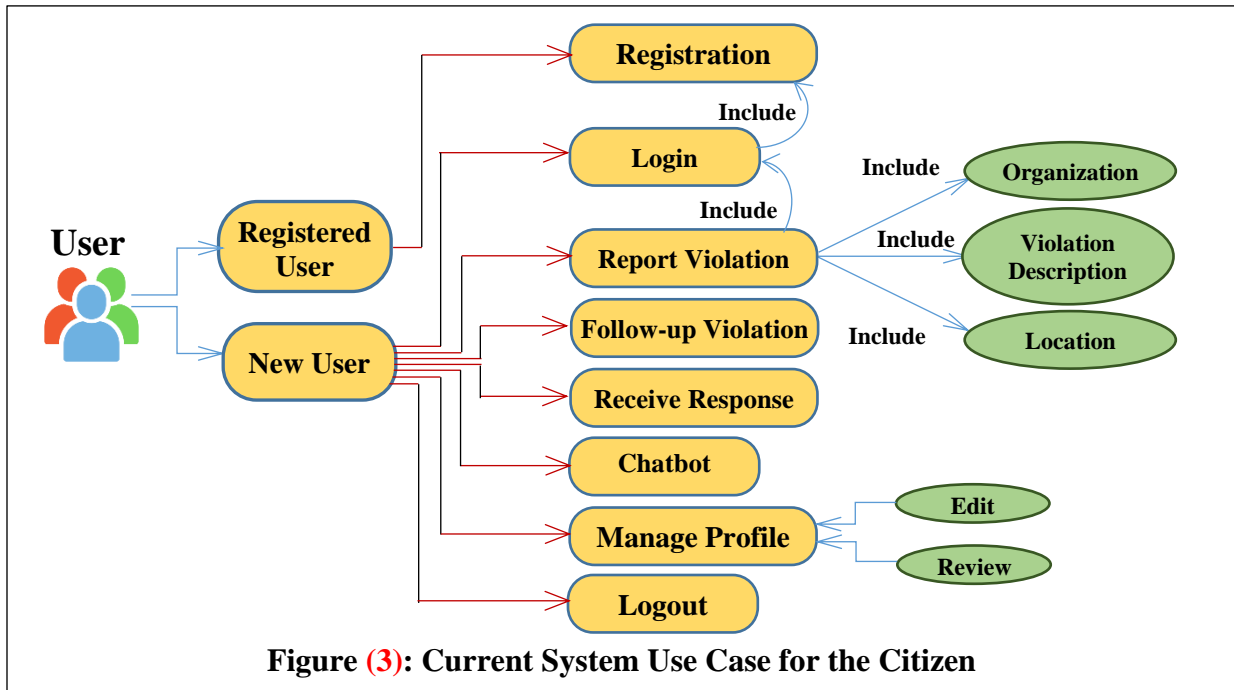 Registration
Include
Login
Include
Organization
Include
User
Registered
User
Include
Report Violation
Include
Violation
Description
Follow-up Violation
Include
Location
New User
Receive Response
Chatbot
Edit
Manage Profile
Review
Logout
Figure (3): Current System Use Case for the Citizen